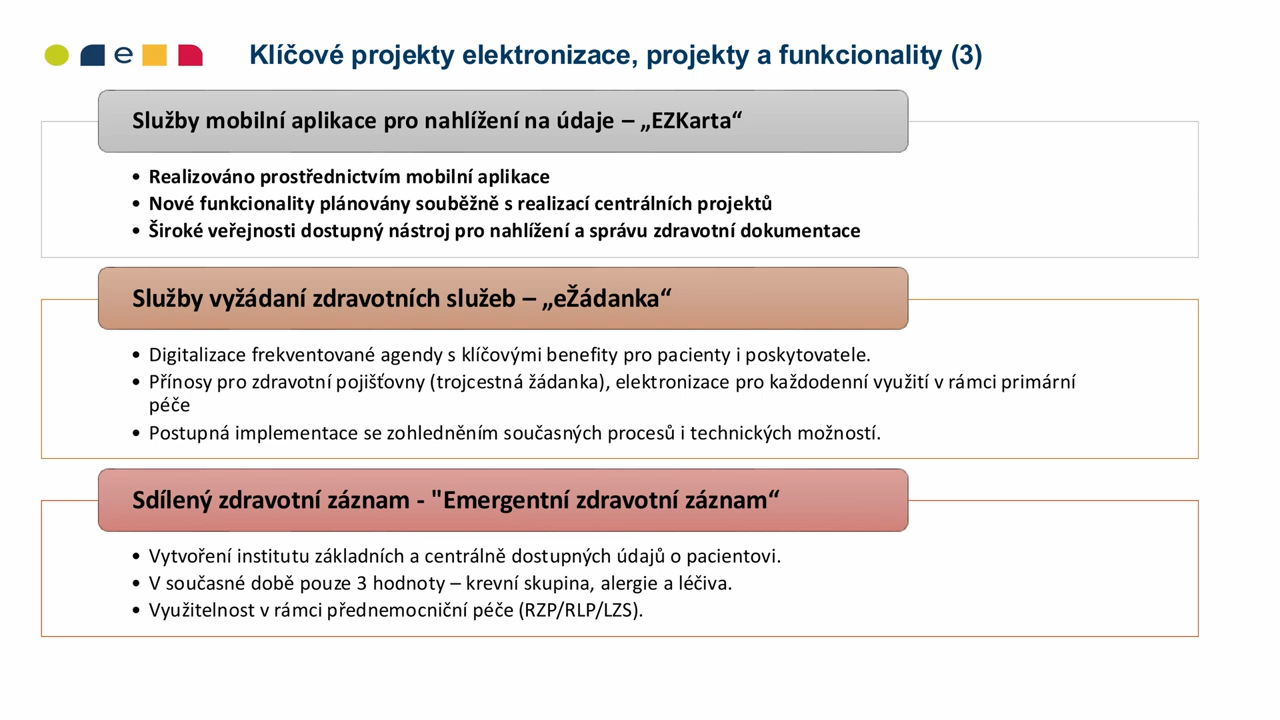 e
Klíčové projekty elektronizace, projekty a funkcionality (3)
Služby mobilní aplikace pro nahlížení na údaje – „EZKarta“
• Realizováno prostřednictvím mobilní aplikace
• Nové funkcionality plánovány souběžně s realizací centrálních projektů
• Široké veřejnosti dostupný nástroj pro nahlížení a správu zdravotní dokumentace
Služby vyžádaní zdravotních služeb – „eŽádanka“
• Digitalizace frekventované agendy s klíčovými benefity pro pacienty i poskytovatele.
• Přínosy pro zdravotní pojišťovny (trojcestná žádanka), elektronizace pro každodenní využití v rámci primární
péče
• Postupná implementace se zohledněním současných procesů i technických možností.
Sdílený zdravotní záznam - "Emergentní zdravotní záznam“
• Vytvoření institutu základních a centrálně dostupných údajů o pacientovi.
• V současné době pouze 3 hodnoty – krevní skupina, alergie a léčiva.
• Využitelnost v rámci přednemocniční péče (RZP/RLP/LZS).